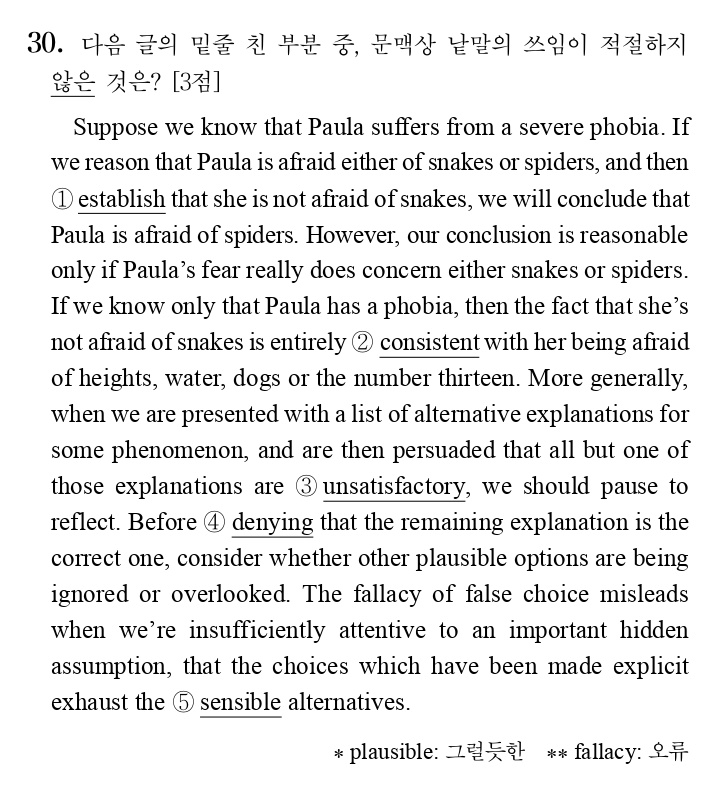 30. 다음 글의 밑줄 친 부분 중, 문맥상 낱말의 쓰임이 적절하지
않은 것은? [3점]
Suppose we know that Paula suffers from a severe phobia. If
we reason that Paula is afraid either of snakes or spiders, and then
① establish that she is not afraid of snakes, we will conclude that
Paula is afraid of spiders. However, our conclusion is reasonable
only if Paula’s fear really does concern either snakes or spiders.
If we know only that Paula has a phobia, then the fact that she’s
not afraid of snakes is entirely ② consistent with her being afraid
of heights, water, dogs or the number thirteen. More generally,
when we are presented with a list of alternative explanations for
some phenomenon, and are then persuaded that all but one of
those explanations are ③ unsatisfactory, we should pause to
reflect. Before ④ denying that the remaining explanation is the
correct one, consider whether other plausible options are being
ignored or overlooked. The fallacy of false choice misleads
when we’re insufficiently attentive to an important hidden
assumption, that the choices which have been made explicit
exhaust the ⑤ sensible alternatives.
* plausible: 그럴듯한 ** fallacy: 오류